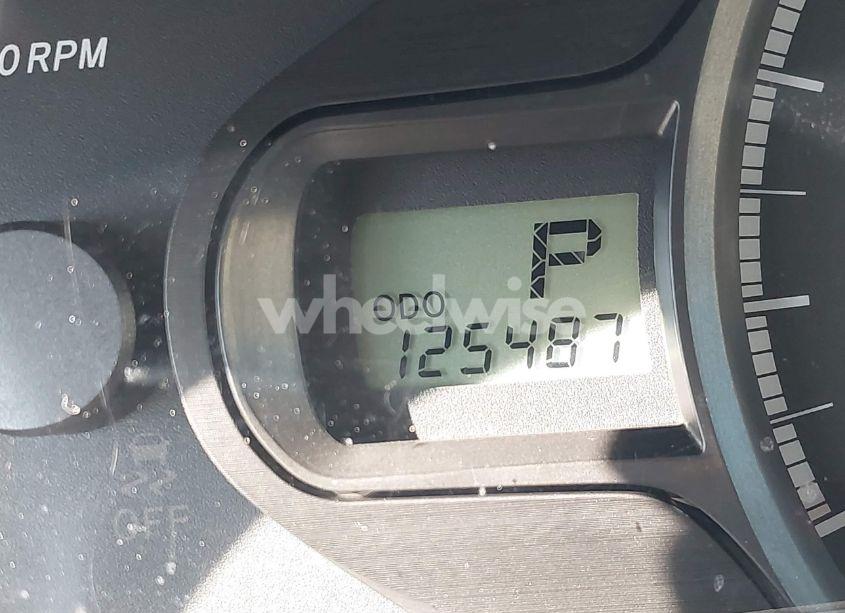 0 RPM
P
ODO
wheelwise
125487
OFF